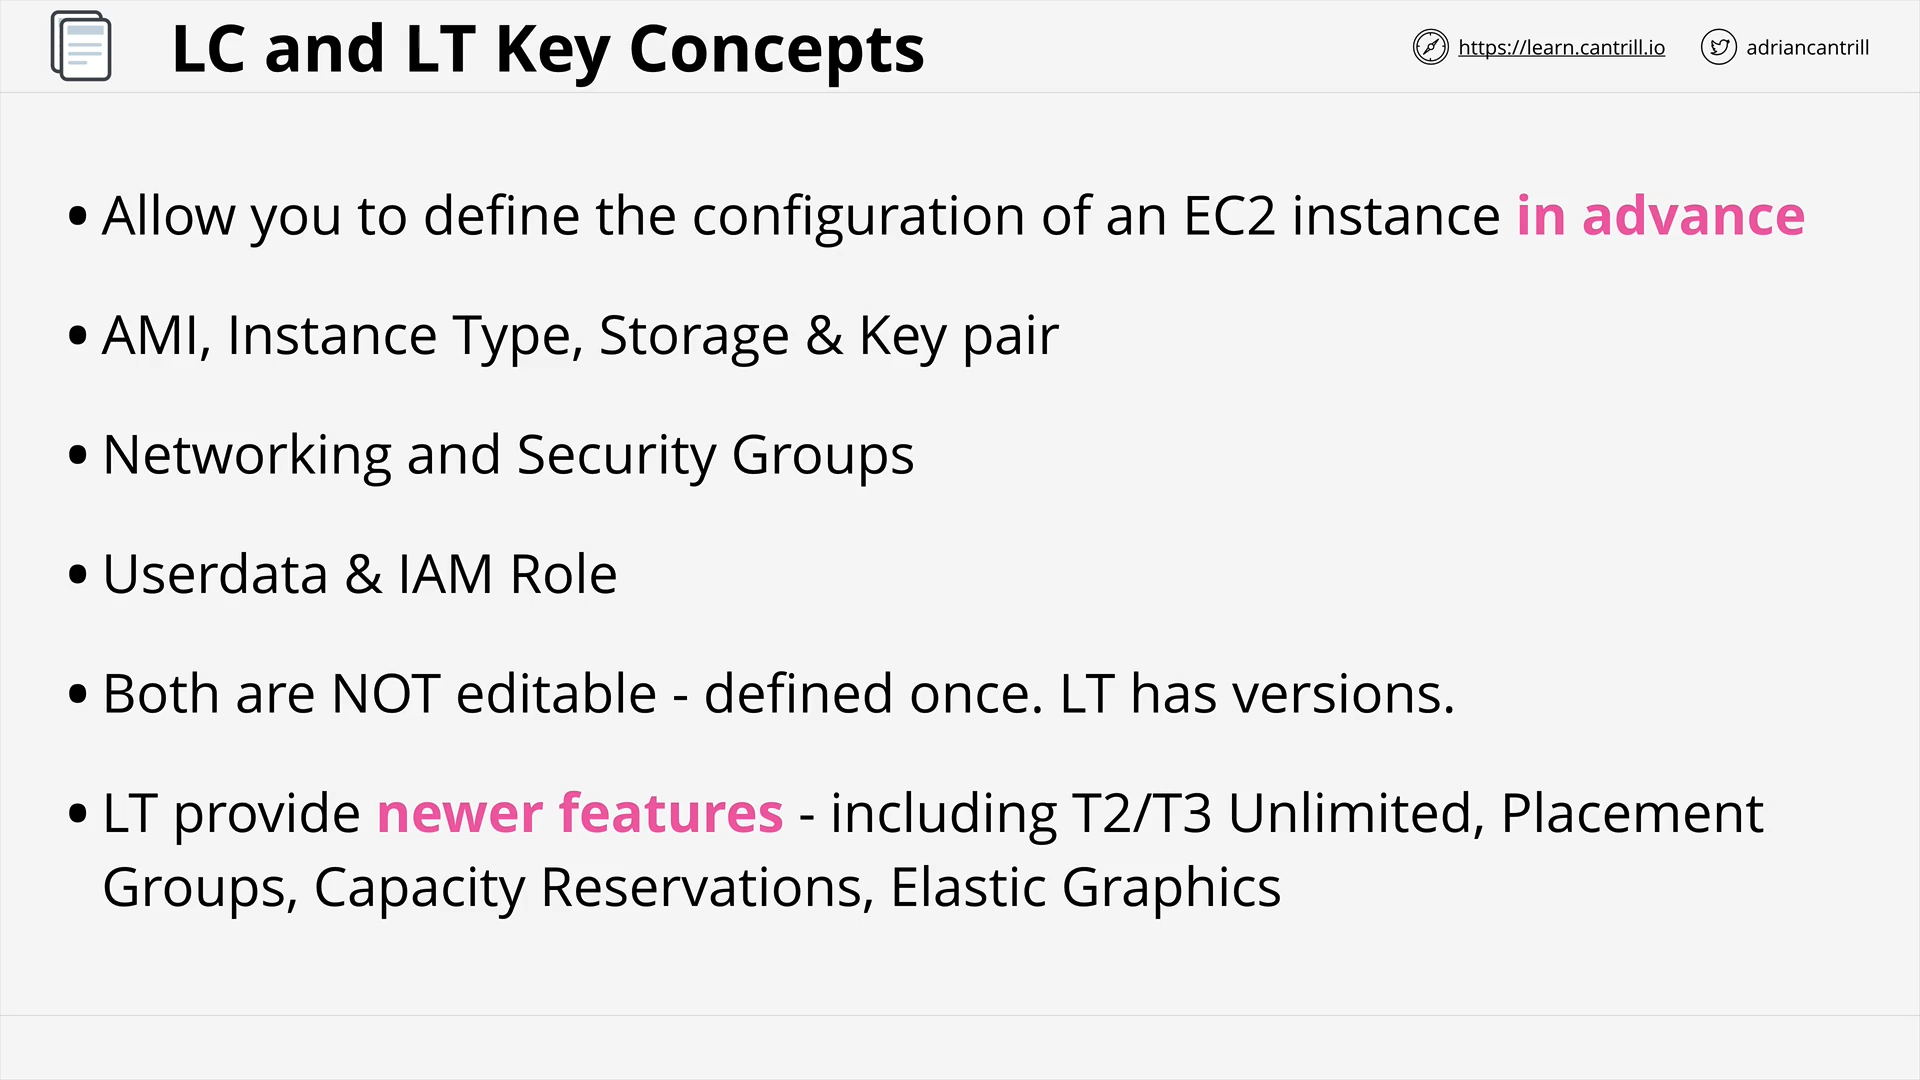 LC and LT Key Concepts
https://learn.cantrill.io
adriancantrill
• Allow you to define the configuration of an EC2 instance in advance
• AMI, Instance Type, Storage & Key pair
• Networking and Security Groups
• Userdata & IAM Role
• Both are NOT editable - defined once. LT has versions.
• LT provide newer features - including T2/T3 Unlimited, Placement
Groups, Capacity Reservations, Elastic Graphics